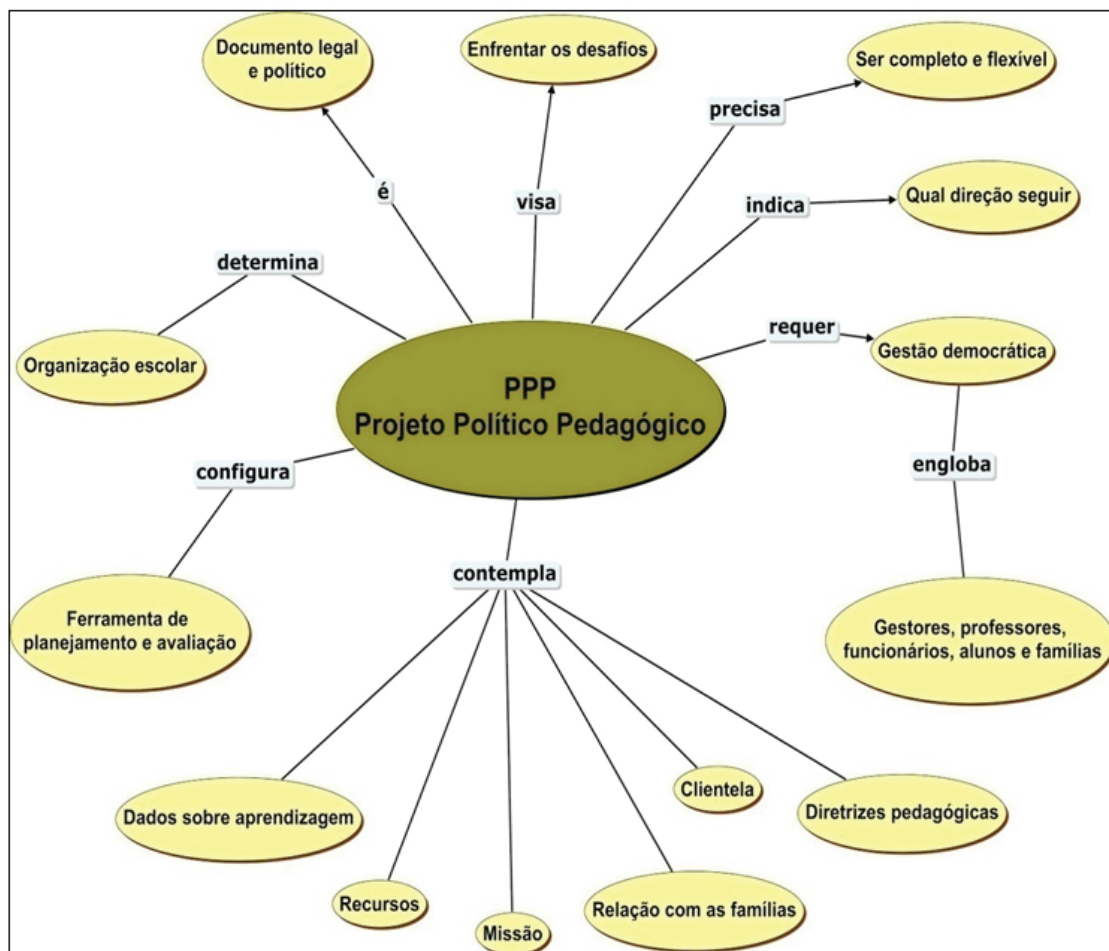 Documento legal
e político
Enfrentar os desafios
Ser completo e flexível
precisa
é
visa
indica
Qual direção seguir
determina
requer
Organização escolar
Gestão democrática
PPP
Projeto Político Pedagógico
configura
engloba
contempla
Ferramenta de
planejamento e avaliação
Gestores, professores,
funcionários, alunos e famílias
Clientela
Dados sobre aprendizagem
Diretrizes pedagógicas
Recursos
Relação com as famílias
Missão